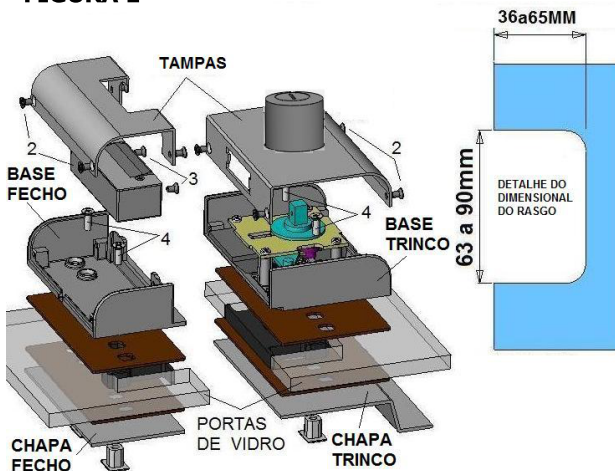 36a65MM
TAMPAS
2
3
2
BASE
FECHO
4
4
BASE
TRINCO
63 a 90mm
DETALHE DO
DIMENSIONAL
DO RASGO
PORTAS
DE VIDRO
CHAPA
FECHO
CHAPA
TRINCO